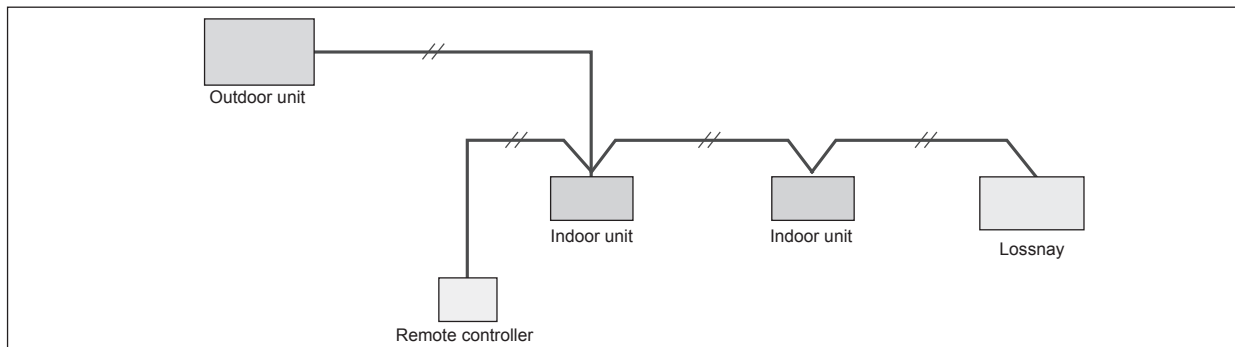 Outdoor unit
Indoor unit
Indoor unit
Lossnay
Remote controller